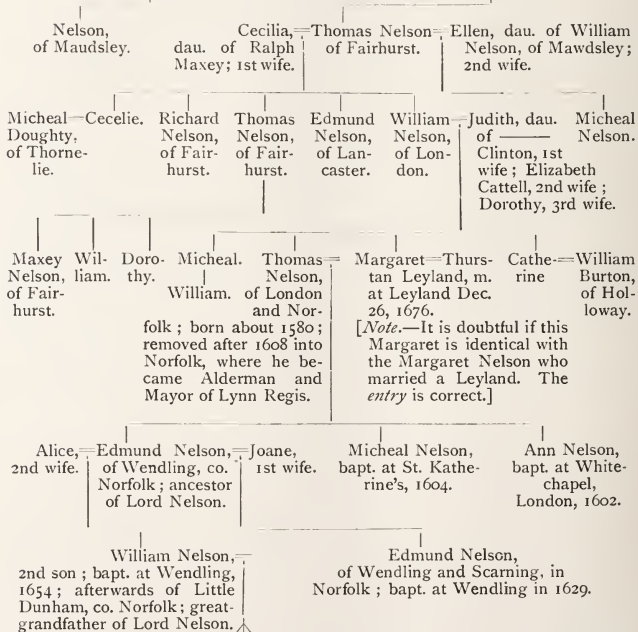 Nelson,
of Maudsley.
Cecilia,=Thomas Nelson=Ellen, dau. of William
dau. of Ralph
Maxey; 1st wife.
of Fairhurst.
Nelson, of Mawdsley;
2nd wife.
Micheal=Cecelie.
Doughty,
of Thorne-
lie.
Richard
Nelson,
of Fair-
hurst.
Thomas
Nelson,
of Fair-
hurst.
Edmund
Nelson,
of Lan-
caster.
William=
Nelson,
of Lon-
don.
Judith, dau.
of ———
Clinton, 1st
wife; Elizabeth
Cattell, 2nd wife;
Dorothy, 3rd wife.
Micheal
Nelson.
Maxey
Nelson,
of Fair-
hurst.
Wil-
liam.
Doro-
thy.
Micheal.
William.
Thomas=
Nelson,
of London
and Nor-
folk; born about 1580;
removed after 1608 into
Norfolk, where he be-
came Alderman and
Mayor of Lynn Regis.
Margaret=Thurs-
tan Leyland, m.
at Leyland Dec.
26, 1676.
[Note.—It is doubtful if this
Margaret is identical with
the Margaret Nelson who
married a Leyland. The
entry is correct.]
Cathe-=William
rine
Burton,
of Hol-
loway.
Alice,=Edmund Nelson,=Joane,
2nd wife.
of Wendling, co.
Norfolk; ancestor
of Lord Nelson.
1st wife.
Micheal Nelson,
bapt. at St. Kathe-
rine's, 1604.
Ann Nelson,
bapt. at White-
chapel,
London, 1602.
William Nelson,=
2nd son; bapt. at Wendling,
1654; afterwards of Little
Dunham, co. Norfolk; great-
grandfather of Lord Nelson.
Edmund Nelson,
of Wendling and Scarning, in
Norfolk; bapt. at Wendling in 1629.